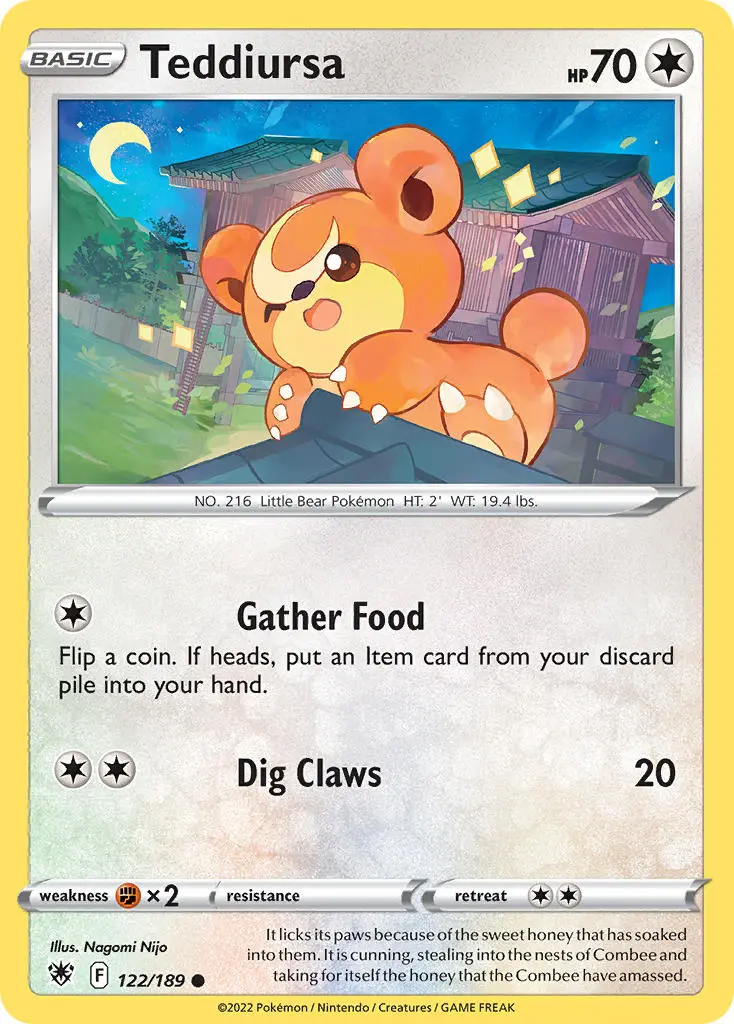 BASIC Teddiursa HP70
NO. 216 Little Bear Pokémon HT: 2' WT: 19.4 lbs.
Gather Food
Flip a coin. If heads, put an Item card from your discard
pile into your hand.
Dig Claws 20
weakness ×2 resistance retreat
Illus. Nagomi Nijo
It licks its paws because of the sweet honey that has soaked
into them. It is cunning, stealing into the nests of Combee and
taking for itself the honey that the Combee have amassed.
F 122/189
©2022 Pokémon / Nintendo / Creatures / GAME FREAK